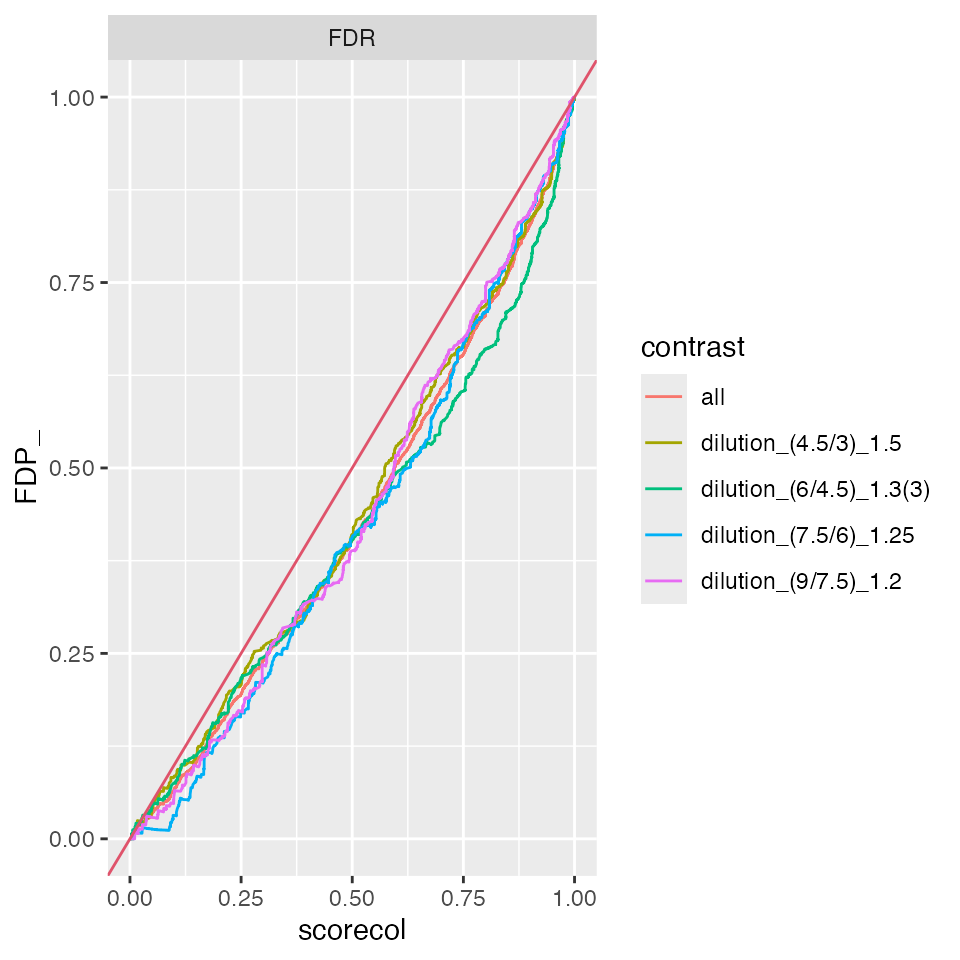 FDR
1.00
0.75
0.50
0.25
0.00
FDP_
0.00 0.25 0.50 0.75 1.00
scorecol
contrast
all
dilution_(4.5/3)_1.5
dilution_(6/4.5)_1.3(3)
dilution_(7.5/6)_1.25
dilution_(9/7.5)_1.2